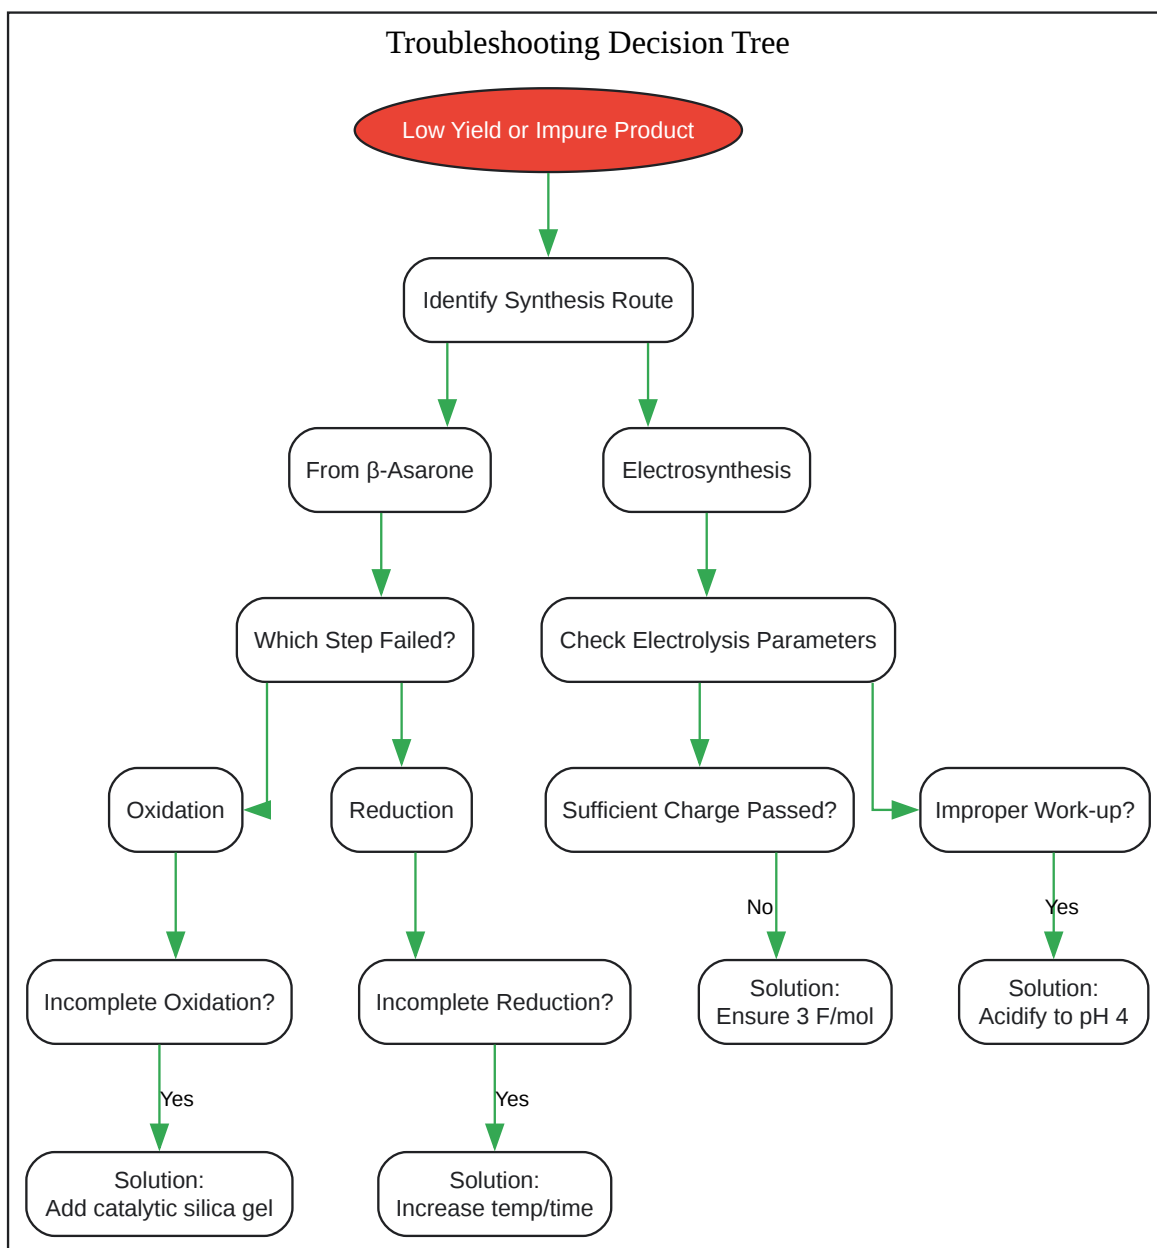 Troubleshooting Decision Tree
Low Yield or Impure Product
Identify Synthesis Route
From β-Asarone
Electrosynthesis
Which Step Failed?
Check Electrolysis Parameters
Oxidation
Reduction
Sufficient Charge Passed?
Improper Work-up?
No
Yes
Incomplete Oxidation?
Incomplete Reduction?
Solution:
Ensure 3 F/mol
Solution:
Acidify to pH 4
Yes
Yes
Solution:
Add catalytic silica gel
Solution:
Increase temp/time